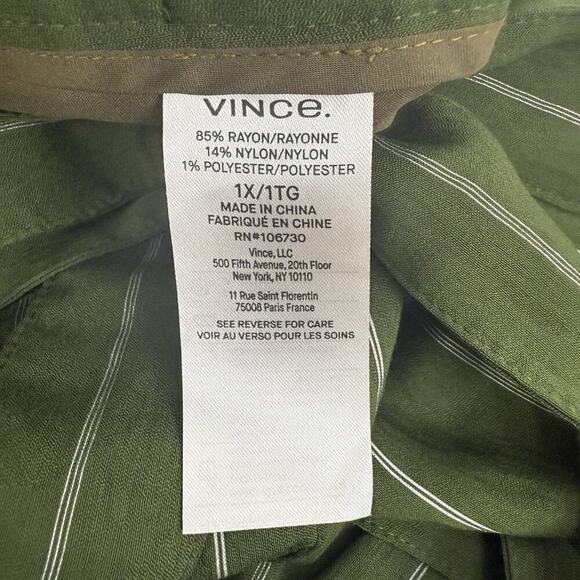 VINCe.
85% RAYON/RAYONNE
14% NYLON/NYLON
1% POLYESTER/POLYESTER
1X/1TG
MADE IN CHINA
FABRIQUÉ EN CHINE
RN#106730
Vince, LLC
500 Fifth Avenue, 20th Floor
New York, NY 10110
11 Rue Saint Florentin
75008 Paris France
SEE REVERSE FOR CARE
VOIR AU VERSO POUR LES SOINS